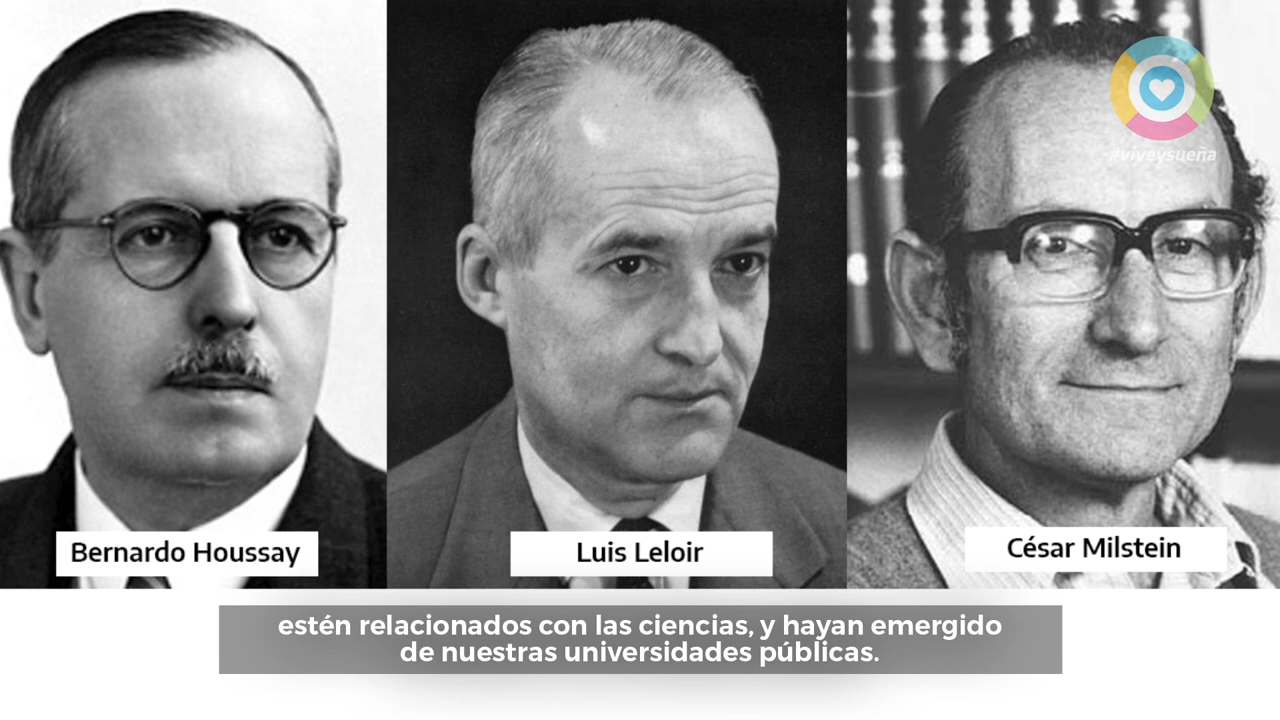 #viveysueña
Bernardo Houssay
Luis Leloir
César Milstein
estén relacionados con las ciencias, y hayan emergido
de nuestras universidades públicas.